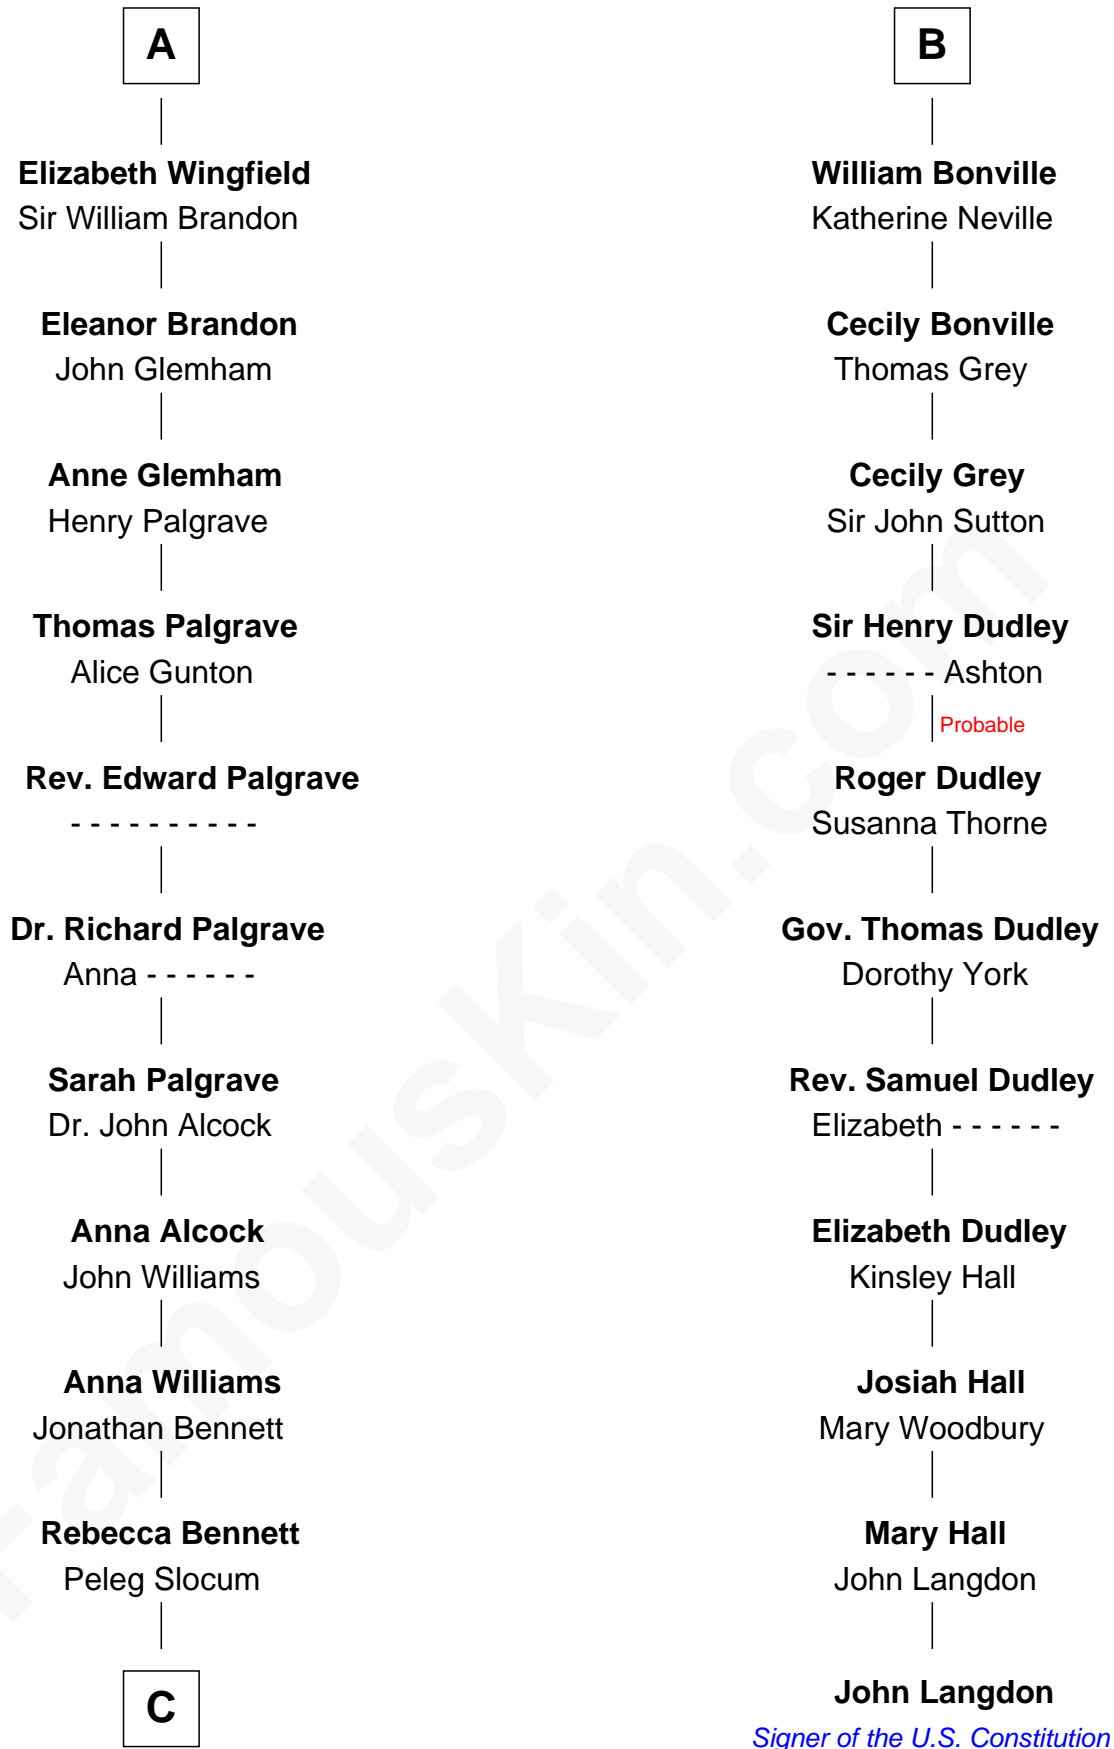 A
Elizabeth Wingfield
Sir William Brandon
Eleanor Brandon
John Glemham
Anne Glemham
Henry Palgrave
Thomas Palgrave
Alice Gunton
Rev. Edward Palgrave
- - - - - - - - - -
Dr. Richard Palgrave
Anna - - - - - -
Sarah Palgrave
Dr. John Alcock
Anna Alcock
John Williams
Anna Williams
Jonathan Bennett
Rebecca Bennett
Peleg Slocum
C
B
William Bonville
Katherine Neville
Cecily Bonville
Thomas Grey
Cecily Grey
Sir John Sutton
Sir Henry Dudley
- - - - - - Ashton
Probable
Roger Dudley
Susanna Thorne
Gov. Thomas Dudley
Dorothy York
Rev. Samuel Dudley
Elizabeth - - - - - -
Elizabeth Dudley
Kinsley Hall
Josiah Hall
Mary Woodbury
Mary Hall
John Langdon
John Langdon
Signer of the U.S. Constitution
FamousKin.com